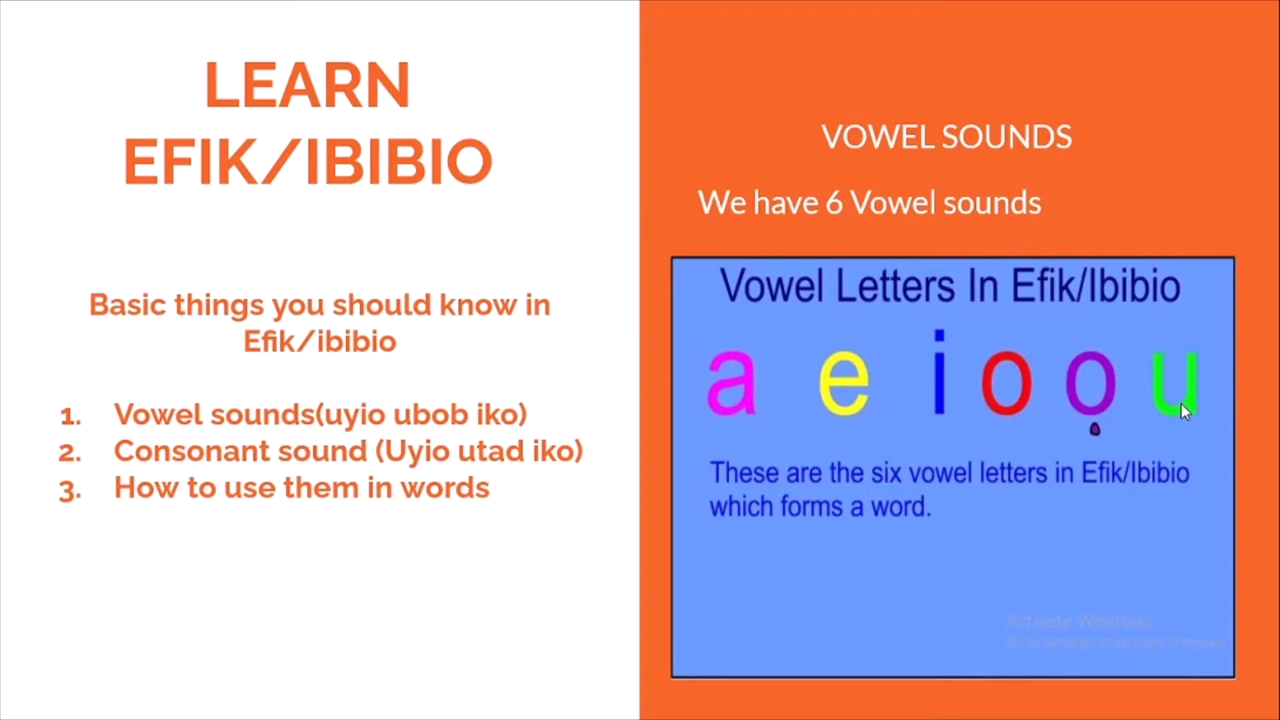 LEARN
EFIK/IBIBIO
Basic things you should know in
Efik/ibibio
1. Vowel sounds(uyio ubob iko)
2. Consonant sound (Uyio utad iko)
3. How to use them in words
VOWEL SOUNDS
We have 6 Vowel sounds
Vowel Letters In Efik/Ibibio
a e i o ọ u
These are the six vowel letters in Efik/Ibibio
which forms a word.
Activate Windows